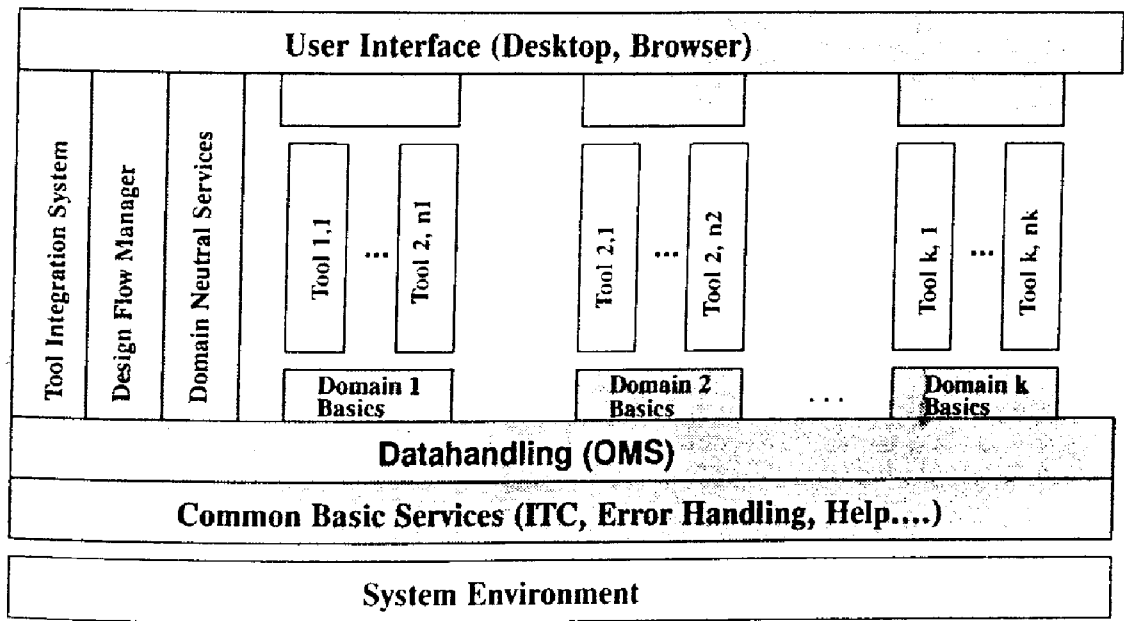 User Interface (Desktop, Browser)
Tool Integration System
Design Flow Manager
Domain Neutral Services
Tool 1,1
...
Tool 2, n1
Tool 2,1
...
Tool 2, n2
Tool k, 1
...
Tool k, nk
Domain 1
Basics
Domain 2
Basics
. . .
Domain k
Basics
Datahandling (OMS)
Common Basic Services (ITC, Error Handling, Help....)
System Environment